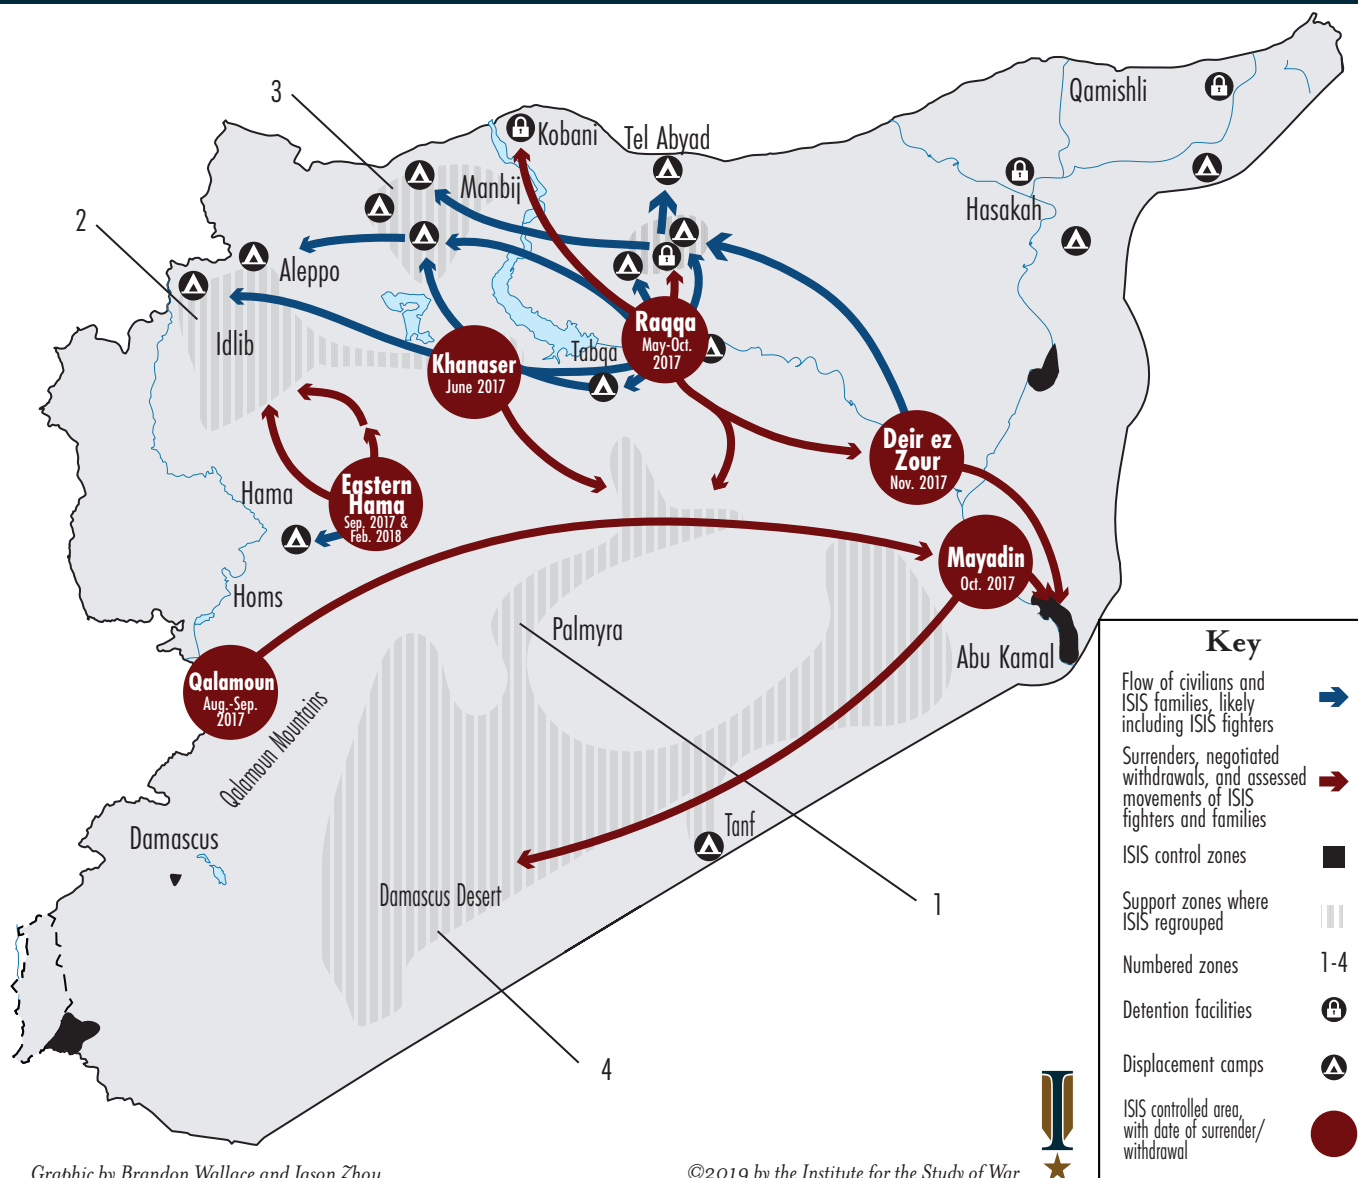 3
Kobani
Tel Abyad
Qamishli
Manbij
Hasakah
2
Aleppo
Idlib
Raqqa
May-Oct.
2017
Khanaser
June 2017
Tabqa
Deir ez
Zour
Nov. 2017
Hama
Eastern
Hama
Sep. 2017 &
Feb. 2018
Mayadin
Oct. 2017
Homs
Palmyra
Abu Kamal
Qalamoun
Aug.-Sep.
2017
Qalamoun Mountains
Damascus
Tanf
Damascus Desert
1
4
Key
Flow of civilians and
ISIS families, likely
including ISIS fighters
Surrenders, negotiated
withdrawals, and assessed
movements of ISIS
fighters and families
ISIS control zones
Support zones where
ISIS regrouped
Numbered zones 1-4
Detention facilities
Displacement camps
ISIS controlled area,
with date of surrender/
withdrawal
Graphic by Brandon Wallace and Jason Zhou
©2019 by the Institute for the Study of War